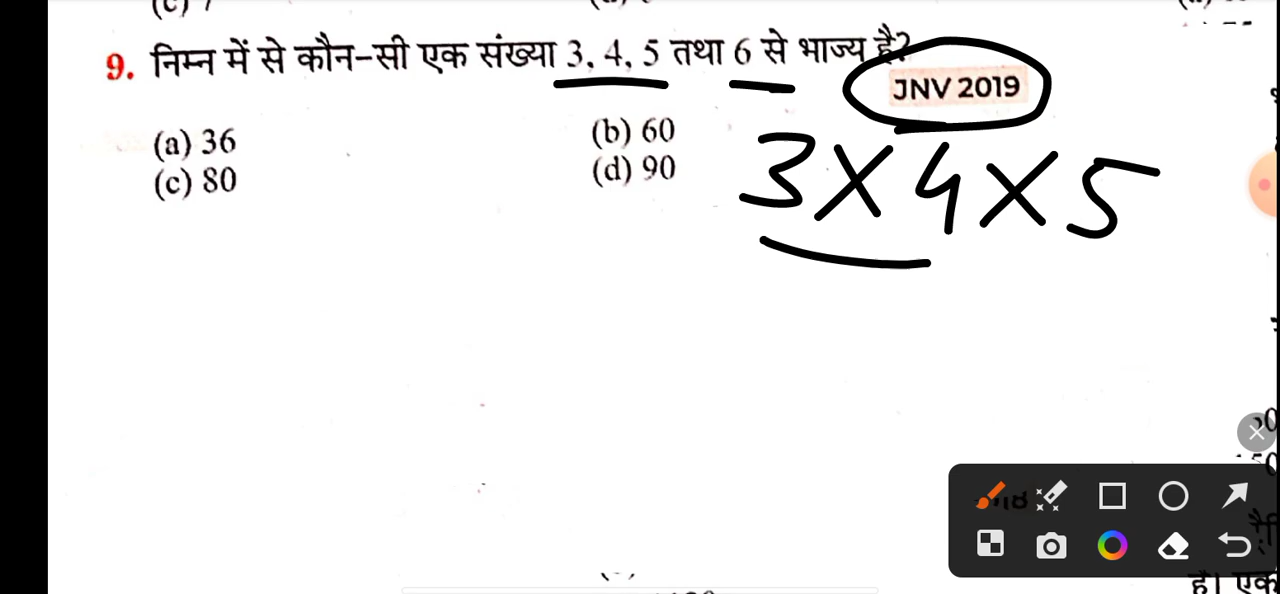 9. निम्न में से कौन-सी एक संख्या 3, 4, 5 तथा 6 से भाज्य है?
JNV 2019
(a) 36 (b) 60
(c) 80 (d) 90
3 X 4 X 5